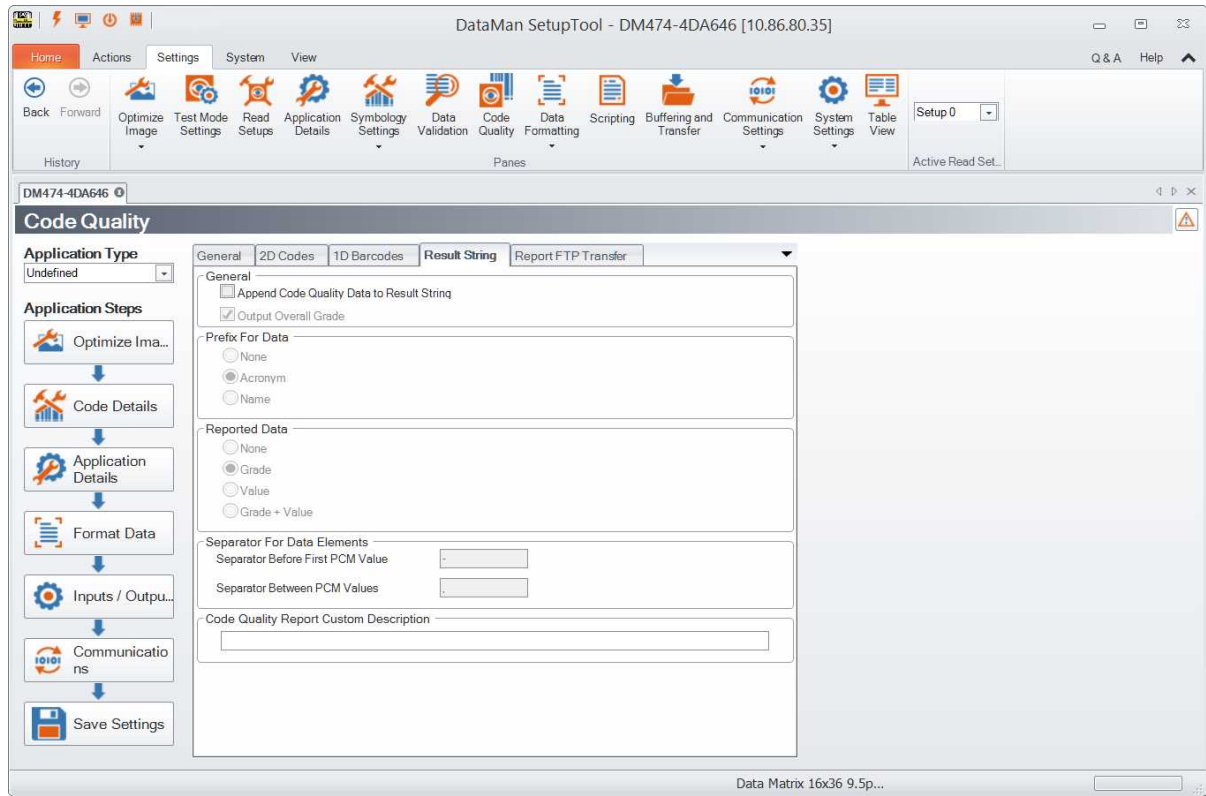 DataMan SetupTool - DM474-4DA646 [10.86.80.35]
Home Actions Settings System View Q & A Help
Back Forward Optimize Image Test Mode Settings Read Setups Application Details Symbology Settings Data Validation Code Quality Data Formatting Scripting Buffering and Transfer Communication Settings System Settings Table View Setup 0
History Panes Active Read Set..
DM474-4DA646
Code Quality
Application Type
Undefined
Application Steps
Optimize Ima...
Code Details
Application
Details
Format Data
Inputs / Outpu...
Communicatio
ns
Save Settings
General 2D Codes 1D Barcodes Result String Report FTP Transfer
General
Append Code Quality Data to Result String
Output Overall Grade
Prefix For Data
None
Acronym
Name
Reported Data
None
Grade
Value
Grade + Value
Separator For Data Elements
Separator Before First PCM Value -
Separator Between PCM Values ,
Code Quality Report Custom Description
Data Matrix 16x36 9.5p...